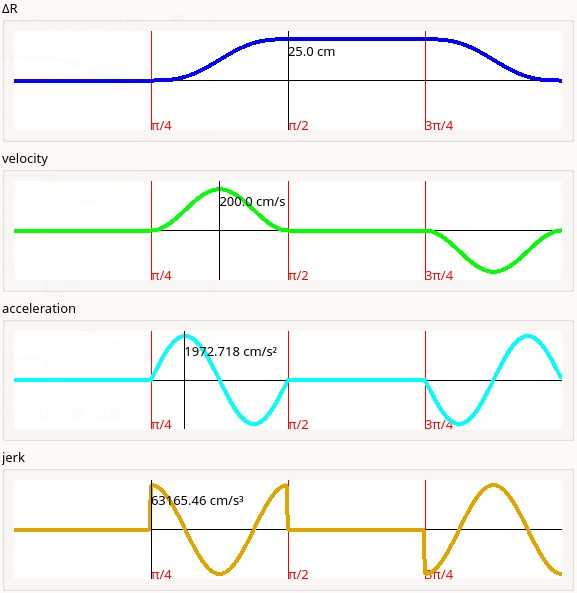 ΔR
25.0 cm
π/4
π/2
3π/4
velocity
200.0 cm/s
π/4
π/2
3π/4
acceleration
1972.718 cm/s²
π/4
π/2
3π/4
jerk
63165.46 cm/s³
π/4
π/2
3π/4